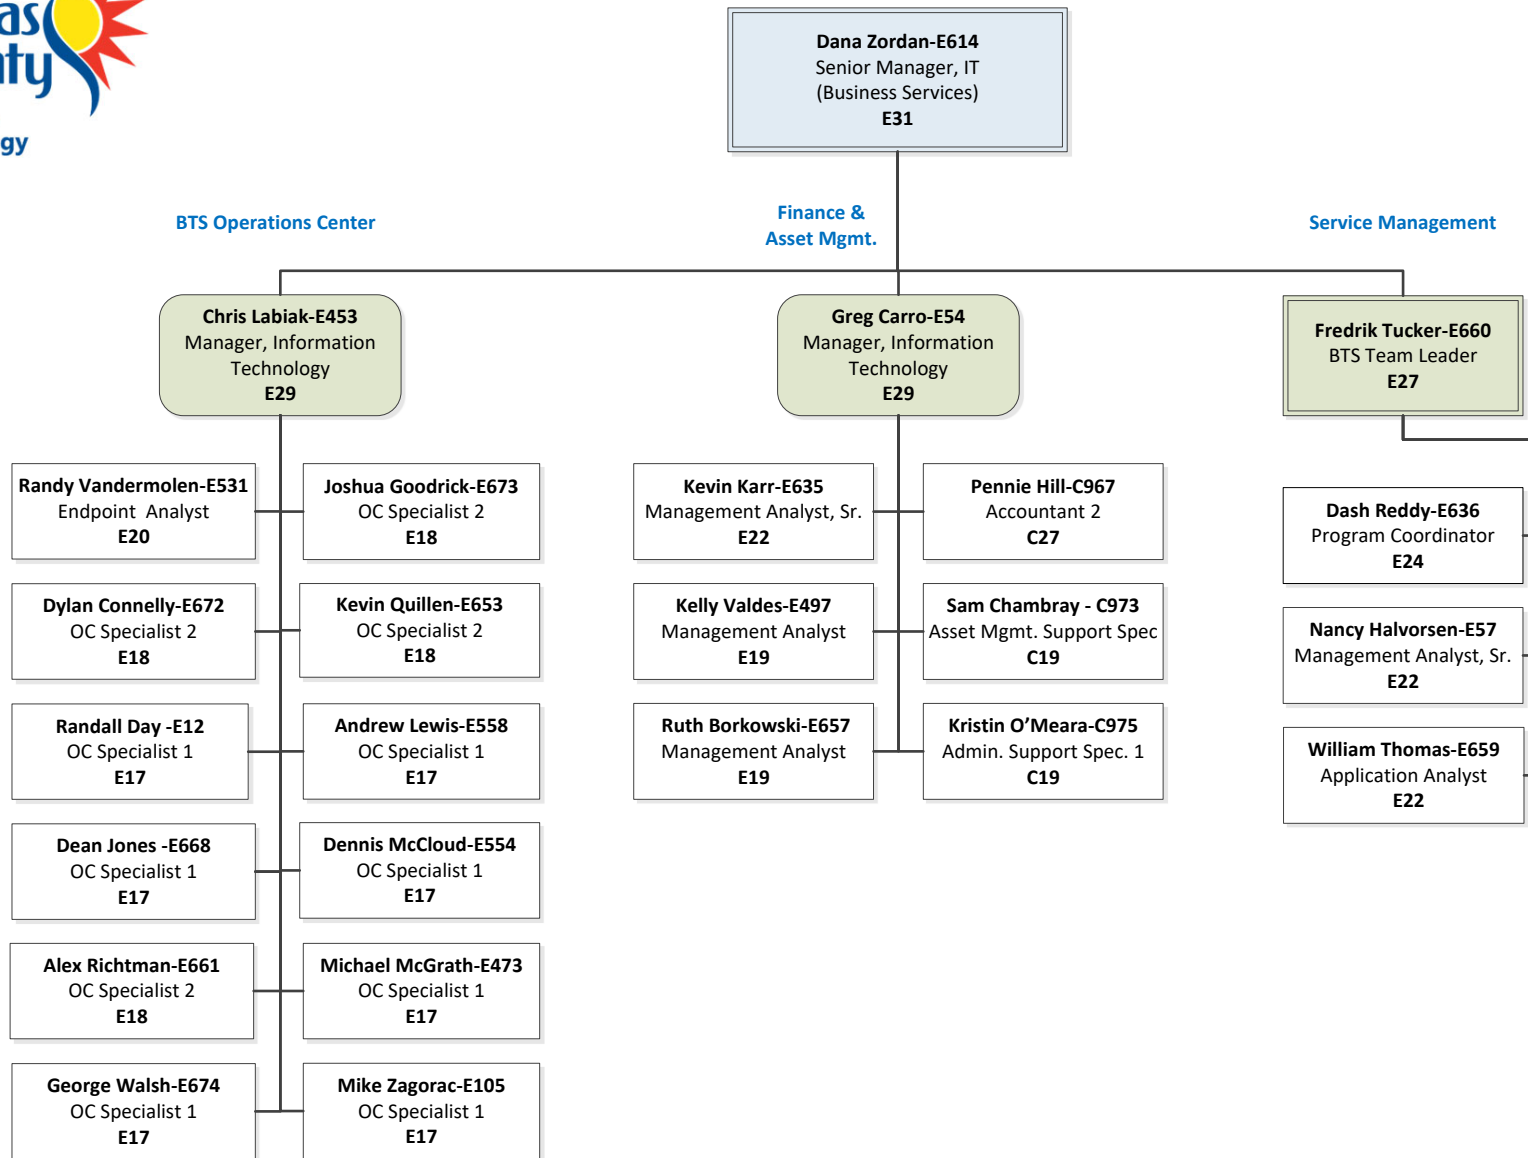 as
nty
gy
Dana Zordan-E614
Senior Manager, IT
(Business Services)
E31
BTS Operations Center
Finance &
Asset Mgmt.
Service Management
Chris Labiak-E453
Manager, Information
Technology
E29
Greg Carro-E54
Manager, Information
Technology
E29
Fredrik Tucker-E660
BTS Team Leader
E27
Randy Vandermolen-E531
Endpoint Analyst
E20
Joshua Goodrick-E673
OC Specialist 2
E18
Dylan Connelly-E672
OC Specialist 2
E18
Kevin Quillen-E653
OC Specialist 2
E18
Randall Day -E12
OC Specialist 1
E17
Andrew Lewis-E558
OC Specialist 1
E17
Dean Jones -E668
OC Specialist 1
E17
Dennis McCloud-E554
OC Specialist 1
E17
Alex Richtman-E661
OC Specialist 2
E18
Michael McGrath-E473
OC Specialist 1
E17
George Walsh-E674
OC Specialist 1
E17
Mike Zagorac-E105
OC Specialist 1
E17
Kevin Karr-E635
Management Analyst, Sr.
E22
Pennie Hill-C967
Accountant 2
C27
Kelly Valdes-E497
Management Analyst
E19
Sam Chambray - C973
Asset Mgmt. Support Spec
C19
Ruth Borkowski-E657
Management Analyst
E19
Kristin O’Meara-C975
Admin. Support Spec. 1
C19
Dash Reddy-E636
Program Coordinator
E24
Nancy Halvorsen-E57
Management Analyst, Sr.
E22
William Thomas-E659
Application Analyst
E22